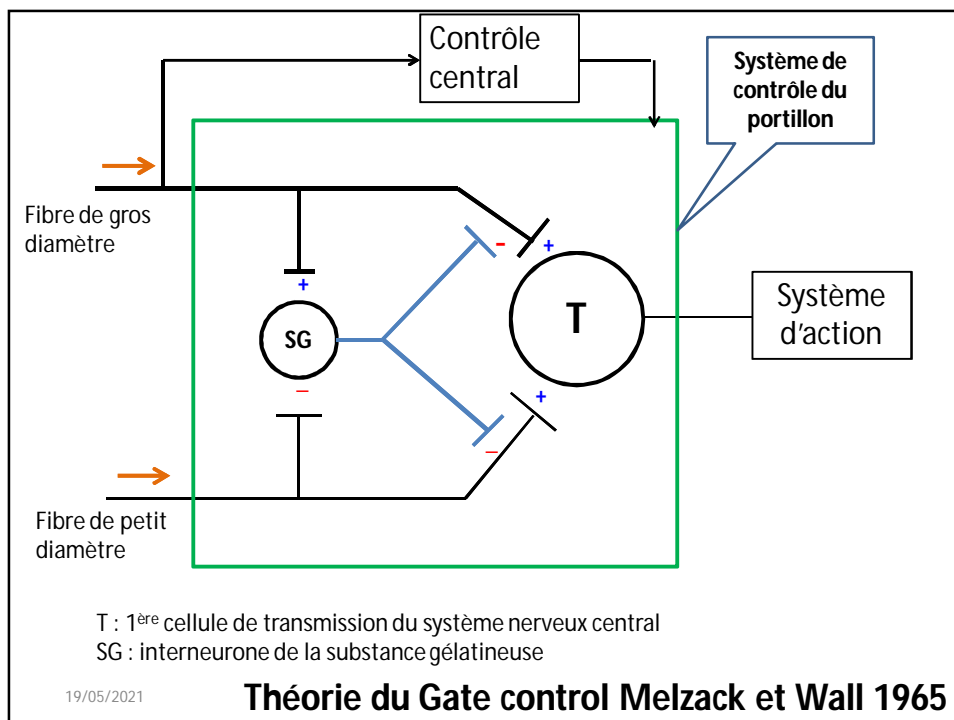 Contrôle
central
Système de
contrôle du
portillon
Fibre de gros
diamètre
-
+
+
T
SG
Système
d'action
–
+
–
Fibre de petit
diamètre
T : 1ère cellule de transmission du système nerveux central
SG : interneurone de la substance gélatineuse
19/05/2021
Théorie du Gate control Melzack et Wall 1965